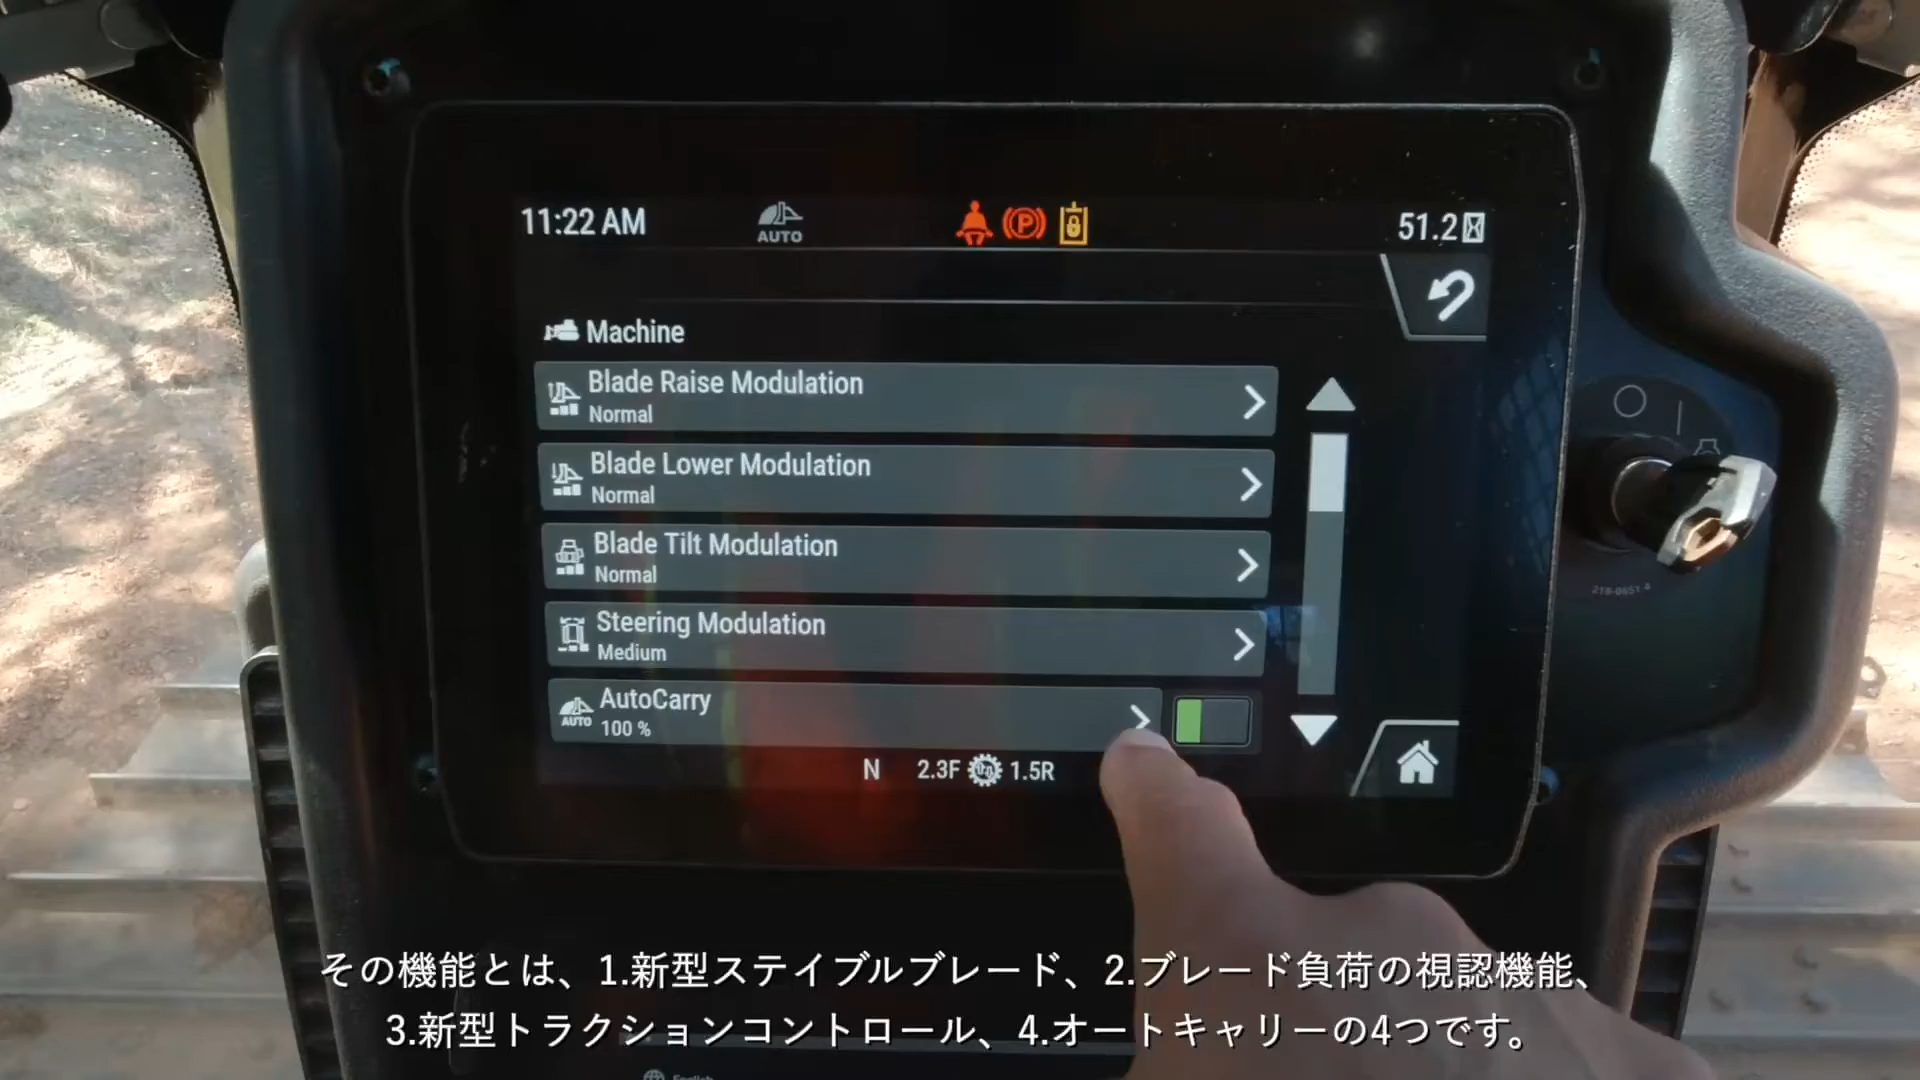 11:22 AM
AUTO
P
51.2
Machine
Blade Raise Modulation
Normal
Blade Lower Modulation
Normal
Blade Tilt Modulation
Normal
Steering Modulation
Medium
AutoCarry
AUTO
100 %
N 2.3F 1.5R
その機能とは、1.新型ステイブルブレード、2.ブレード負荷の視認機能、
3.新型トラクションコントロール、4.オートキャリーの4つです。
English